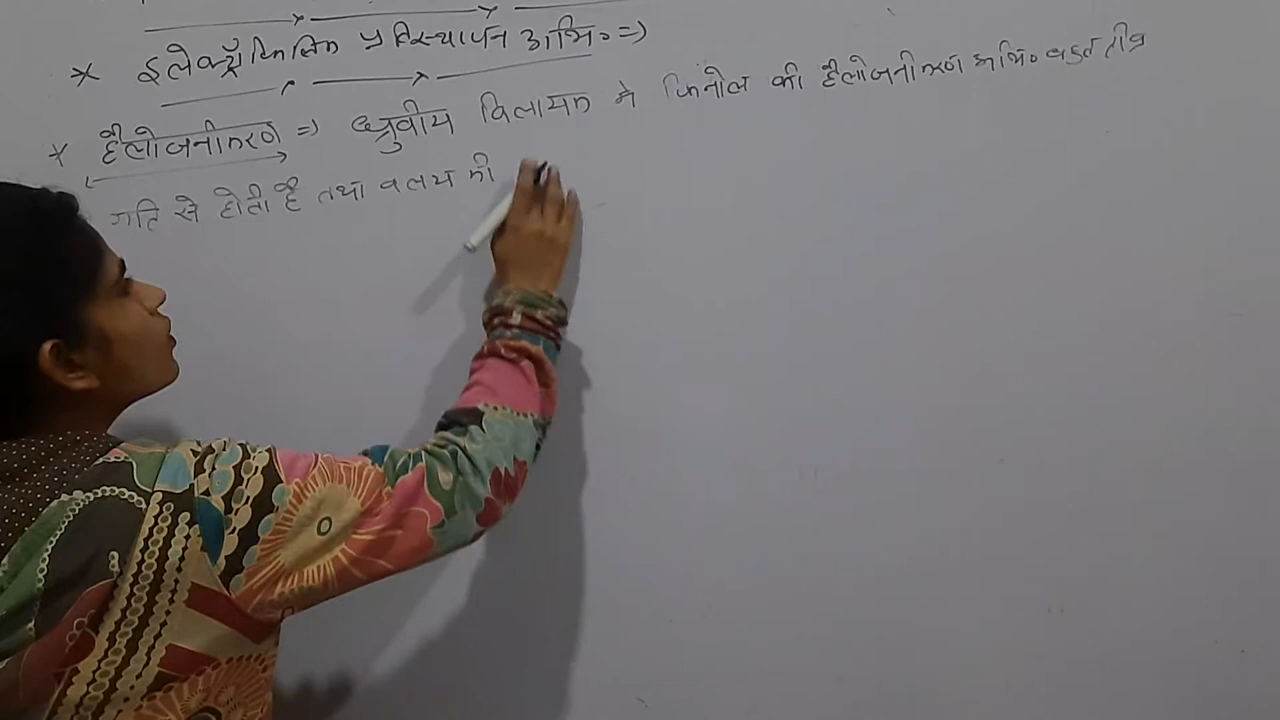 * इलेक्ट्रॉफिलिक प्रतिस्थापन अभि० =>
* हैलोजनीकरण => ध्रुवीय विलायक मे फिनोल की हैलोजनीकरण अभि० बहुत तीव्र
गति से होती है तथा वलय की